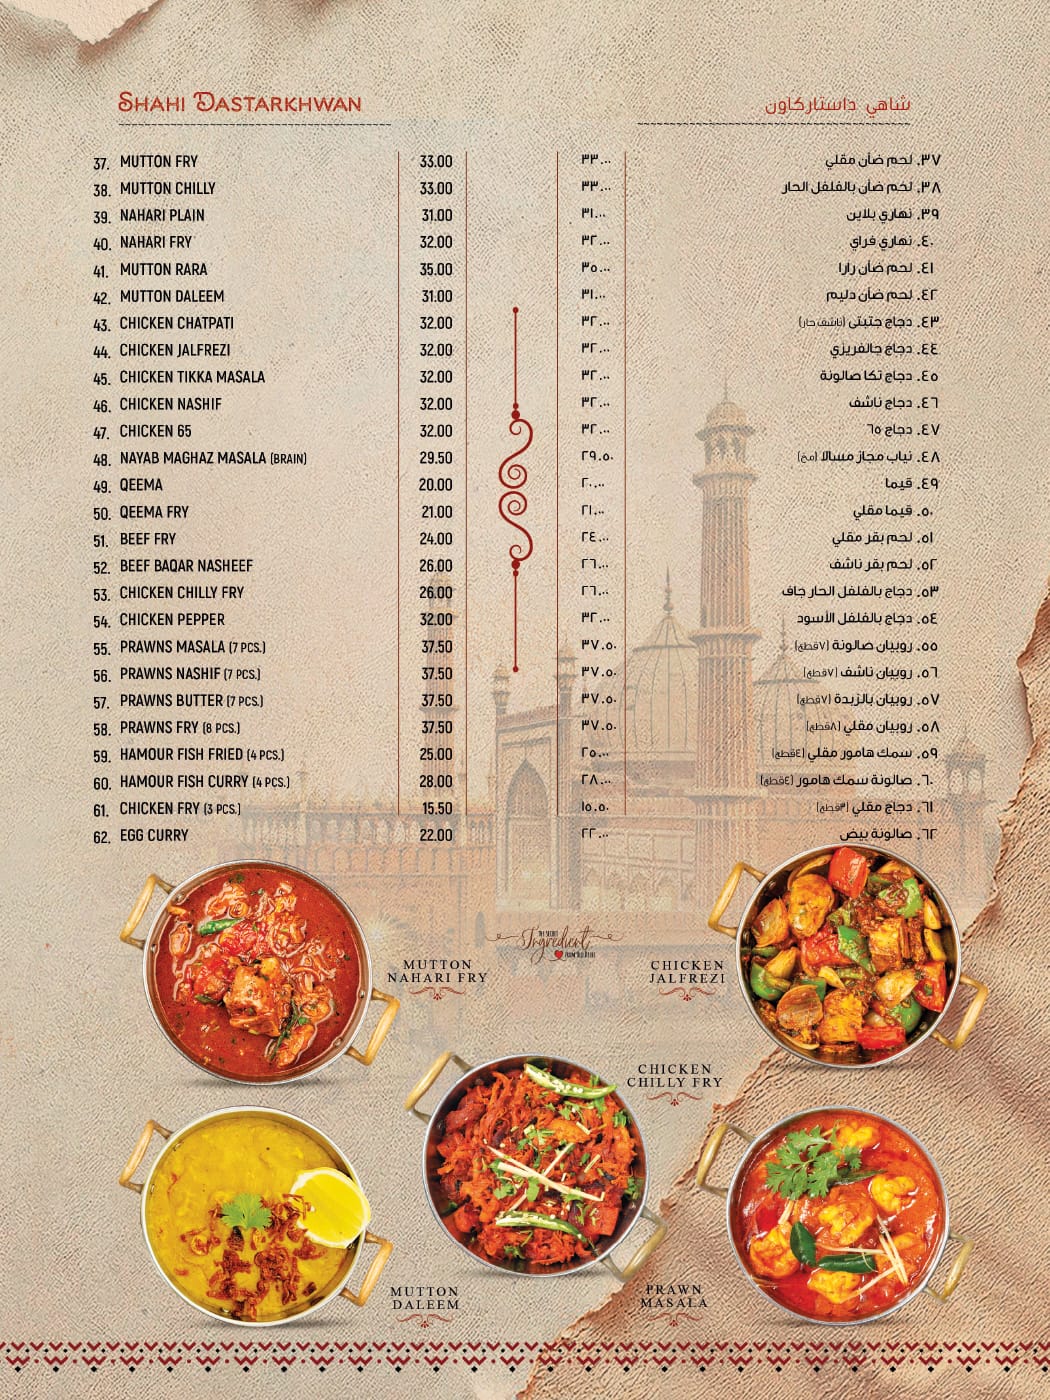 SHAHI DASTARKHWAN
شاهي داستاركاون
37. MUTTON FRY 33.00 ٣٣.٠٠ ٣٧. لحم ضأن مقلي
38. MUTTON CHILLY 33.00 ٣٣.٠٠ ٣٨. لحم ضأن بالفلفل الحار
39. NAHARI PLAIN 31.00 ٣١.٠٠ ٣٩. نهاري بلاين
40. NAHARI FRY 32.00 ٣٢.٠٠ ٤٠. نهاري فراي
41. MUTTON RARA 35.00 ٣٥.٠٠ ٤١. لحم ضأن رارا
42. MUTTON DALEEM 31.00 ٣١.٠٠ ٤٢. لحم ضأن دليم
43. CHICKEN CHATPATI 32.00 ٣٢.٠٠ ٤٣. دجاج جتبتى (ناشف حار)
44. CHICKEN JALFREZI 32.00 ٣٢.٠٠ ٤٤. دجاج جالفريزي
45. CHICKEN TIKKA MASALA 32.00 ٣٢.٠٠ ٤٥. دجاج تكا صالونة
46. CHICKEN NASHIF 32.00 ٣٢.٠٠ ٤٦. دجاج ناشف
47. CHICKEN 65 32.00 ٣٢.٠٠ ٤٧. دجاج ٦٥
48. NAYAB MAGHAZ MASALA (BRAIN) 29.50 ٢٩.٥٠ ٤٨. نياب مجاز مسالا (مخ)
49. QEEMA 20.00 ٢٠.٠٠ ٤٩. قيما
50. QEEMA FRY 21.00 ٢١.٠٠ ٥٠. قيما مقلي
51. BEEF FRY 24.00 ٢٤.٠٠ ٥١. لحم بقر مقلي
52. BEEF BAQAR NASHEEF 26.00 ٢٦.٠٠ ٥٢. لحم بقر ناشف
53. CHICKEN CHILLY FRY 26.00 ٢٦.٠٠ ٥٣. دجاج بالفلفل الحار جاف
54. CHICKEN PEPPER 32.00 ٣٢.٠٠ ٥٤. دجاج بالفلفل الأسود
55. PRAWNS MASALA (7 PCS.) 37.50 ٣٧.٥٠ ٥٥. روبيان صالونة (٧قطع)
56. PRAWNS NASHIF (7 PCS.) 37.50 ٣٧.٥٠ ٥٦. روبيان ناشف (٧قطع)
57. PRAWNS BUTTER (7 PCS.) 37.50 ٣٧.٥٠ ٥٧. روبيان بالزبدة (٧قطع)
58. PRAWNS FRY (8 PCS.) 37.50 ٣٧.٥٠ ٥٨. روبيان مقلي (٨قطع)
59. HAMOUR FISH FRIED (4 PCS.) 25.00 ٢٥.٠٠ ٥٩. سمك هامور مقلي (٤قطع)
60. HAMOUR FISH CURRY (4 PCS.) 28.00 ٢٨.٠٠ ٦٠. صالونة سمك هامور (٤قطع)
61. CHICKEN FRY (3 PCS.) 15.50 ١٥.٥٠ ٦١. دجاج مقلي (٣قطع)
62. EGG CURRY 22.00 ٢٢.٠٠ ٦٢. صالونة بيض
THE SECRET
Ingredient
FROM OLD DELHI
MUTTON
NAHARI FRY
CHICKEN
JALFREZI
CHICKEN
CHILLY FRY
MUTTON
DALEEM
PRAWN
MASALA